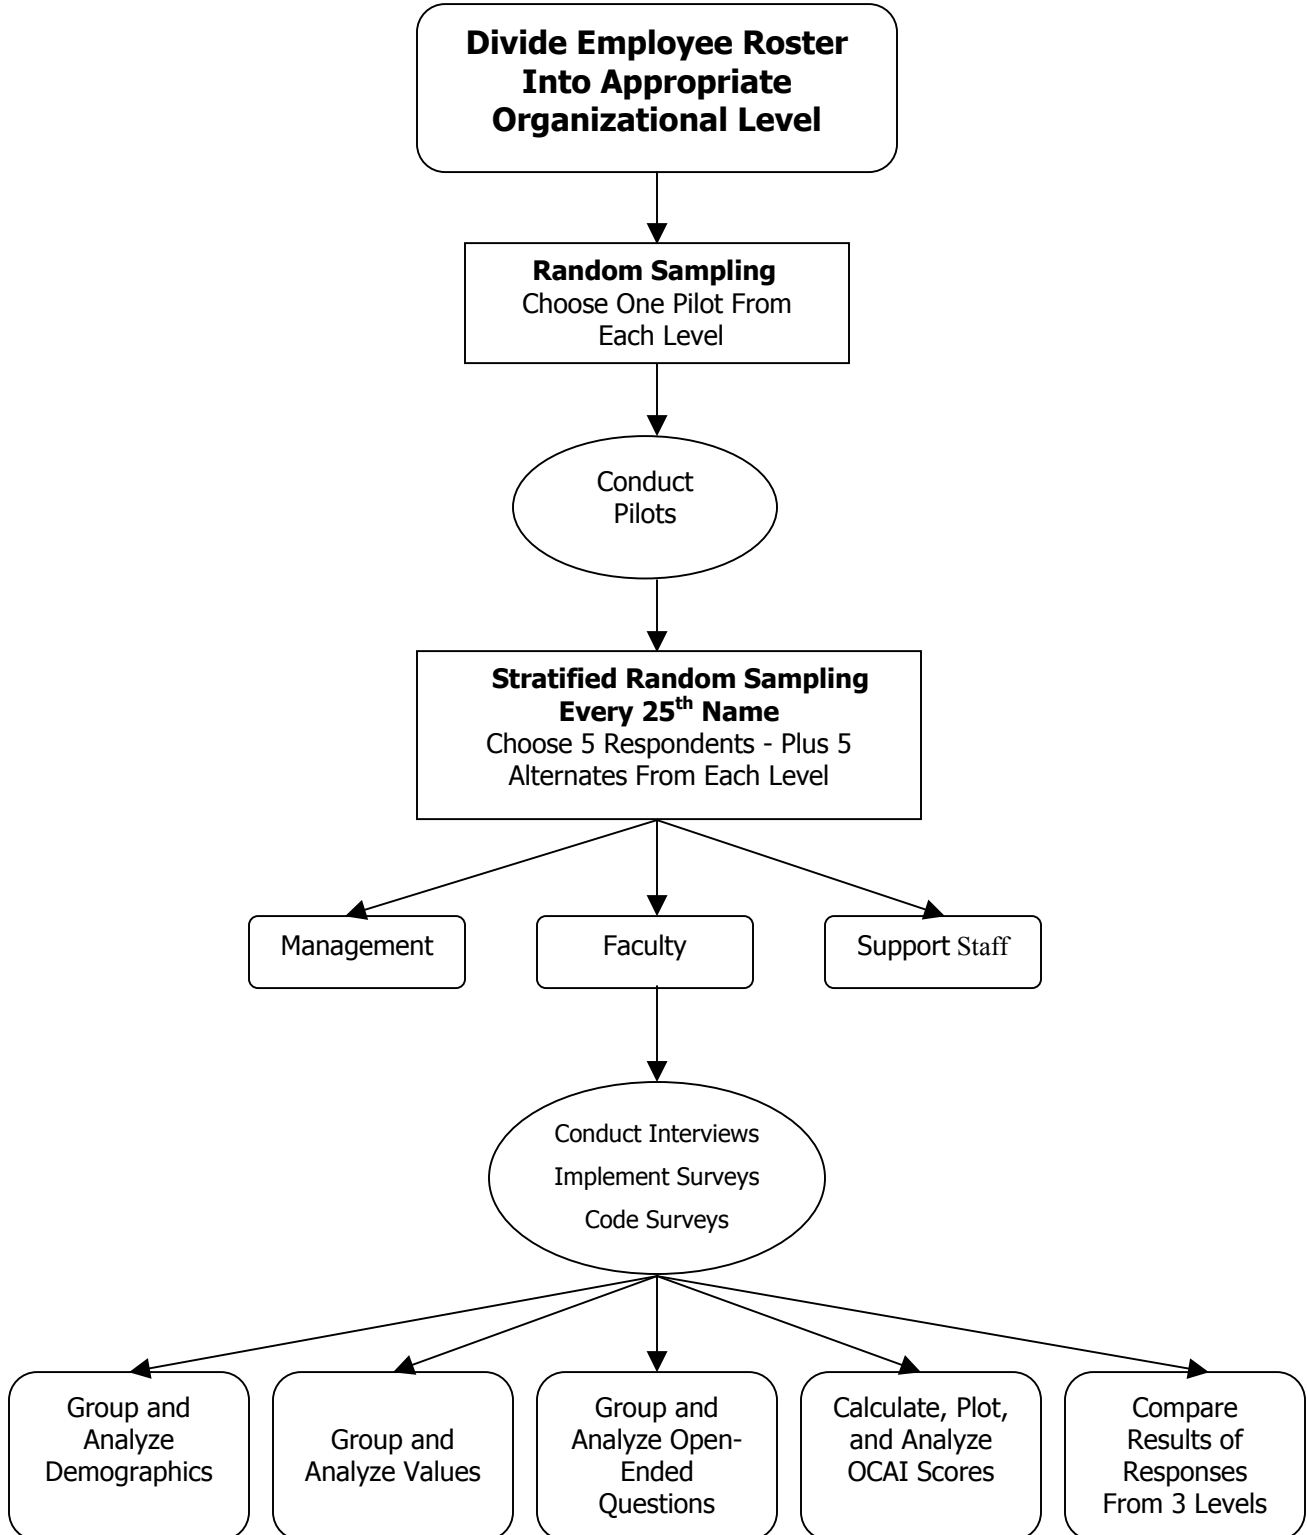 Divide Employee Roster
Into Appropriate
Organizational Level
Random Sampling
Choose One Pilot From
Each Level
Conduct
Pilots
Stratified Random Sampling
Every 25th Name
Choose 5 Respondents - Plus 5
Alternates From Each Level
Management
Faculty
Support Staff
Conduct Interviews
Implement Surveys
Code Surveys
Group and
Analyze
Demographics
Group and
Analyze Values
Group and
Analyze Open-
Ended
Questions
Calculate, Plot,
and Analyze
OCAI Scores
Compare
Results of
Responses
From 3 Levels